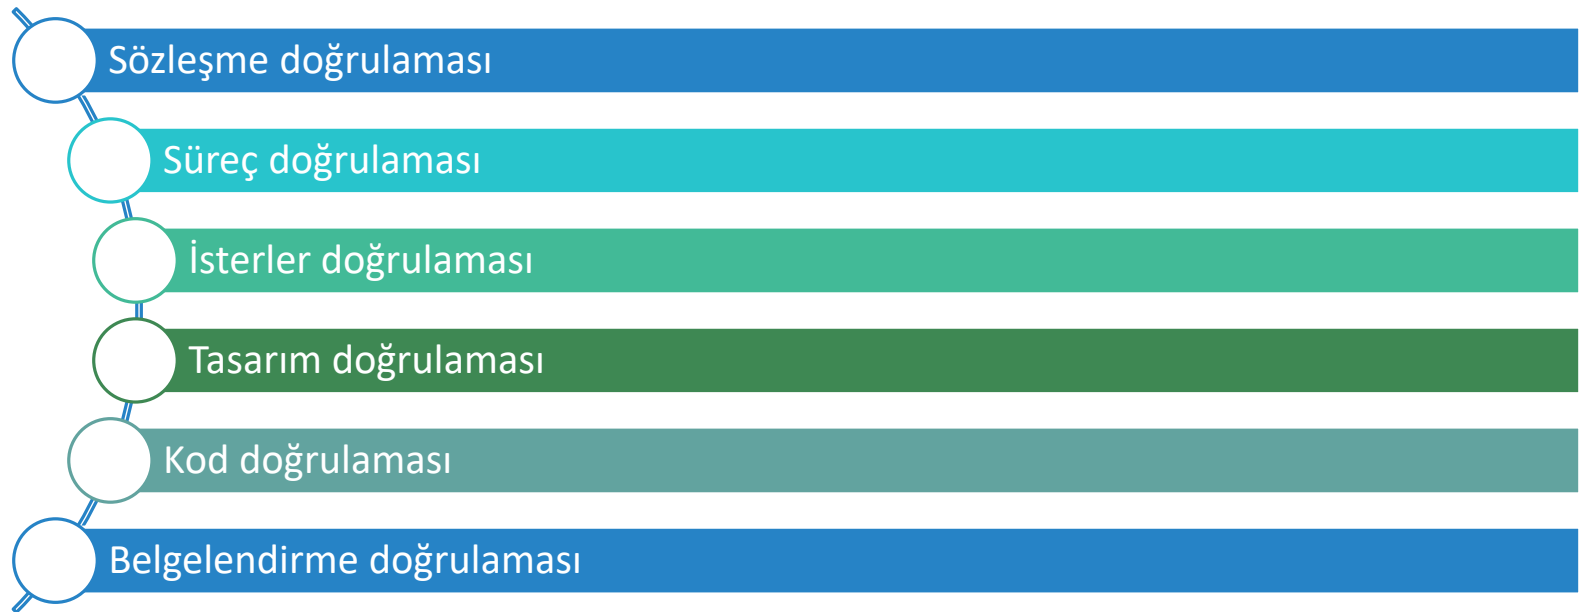 Sözleşme doğrulaması
Süreç doğrulaması
İsterler doğrulaması
Tasarım doğrulaması
Kod doğrulaması
Belgelendirme doğrulaması